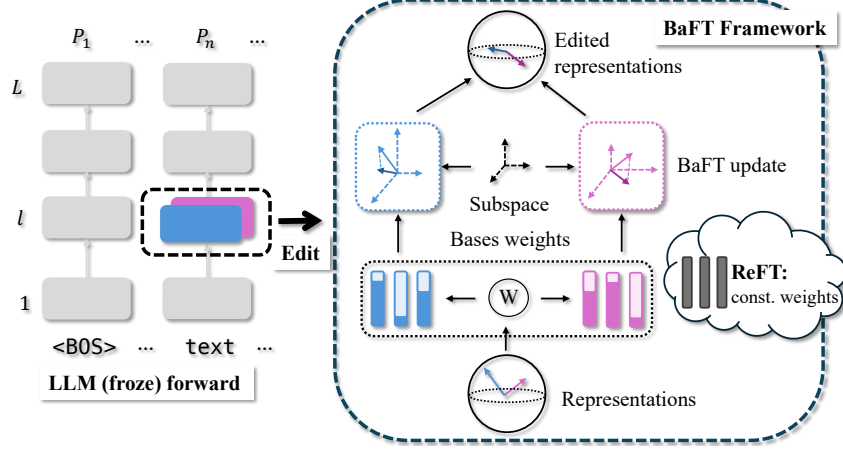 P₁ ... Pₙ ...
L
l
1
<BOS> ... text ...
LLM (froze) forward
Edit
BaFT Framework
Edited
representations
BaFT update
Subspace
Bases weights
W
ReFT:
const. weights
Representations